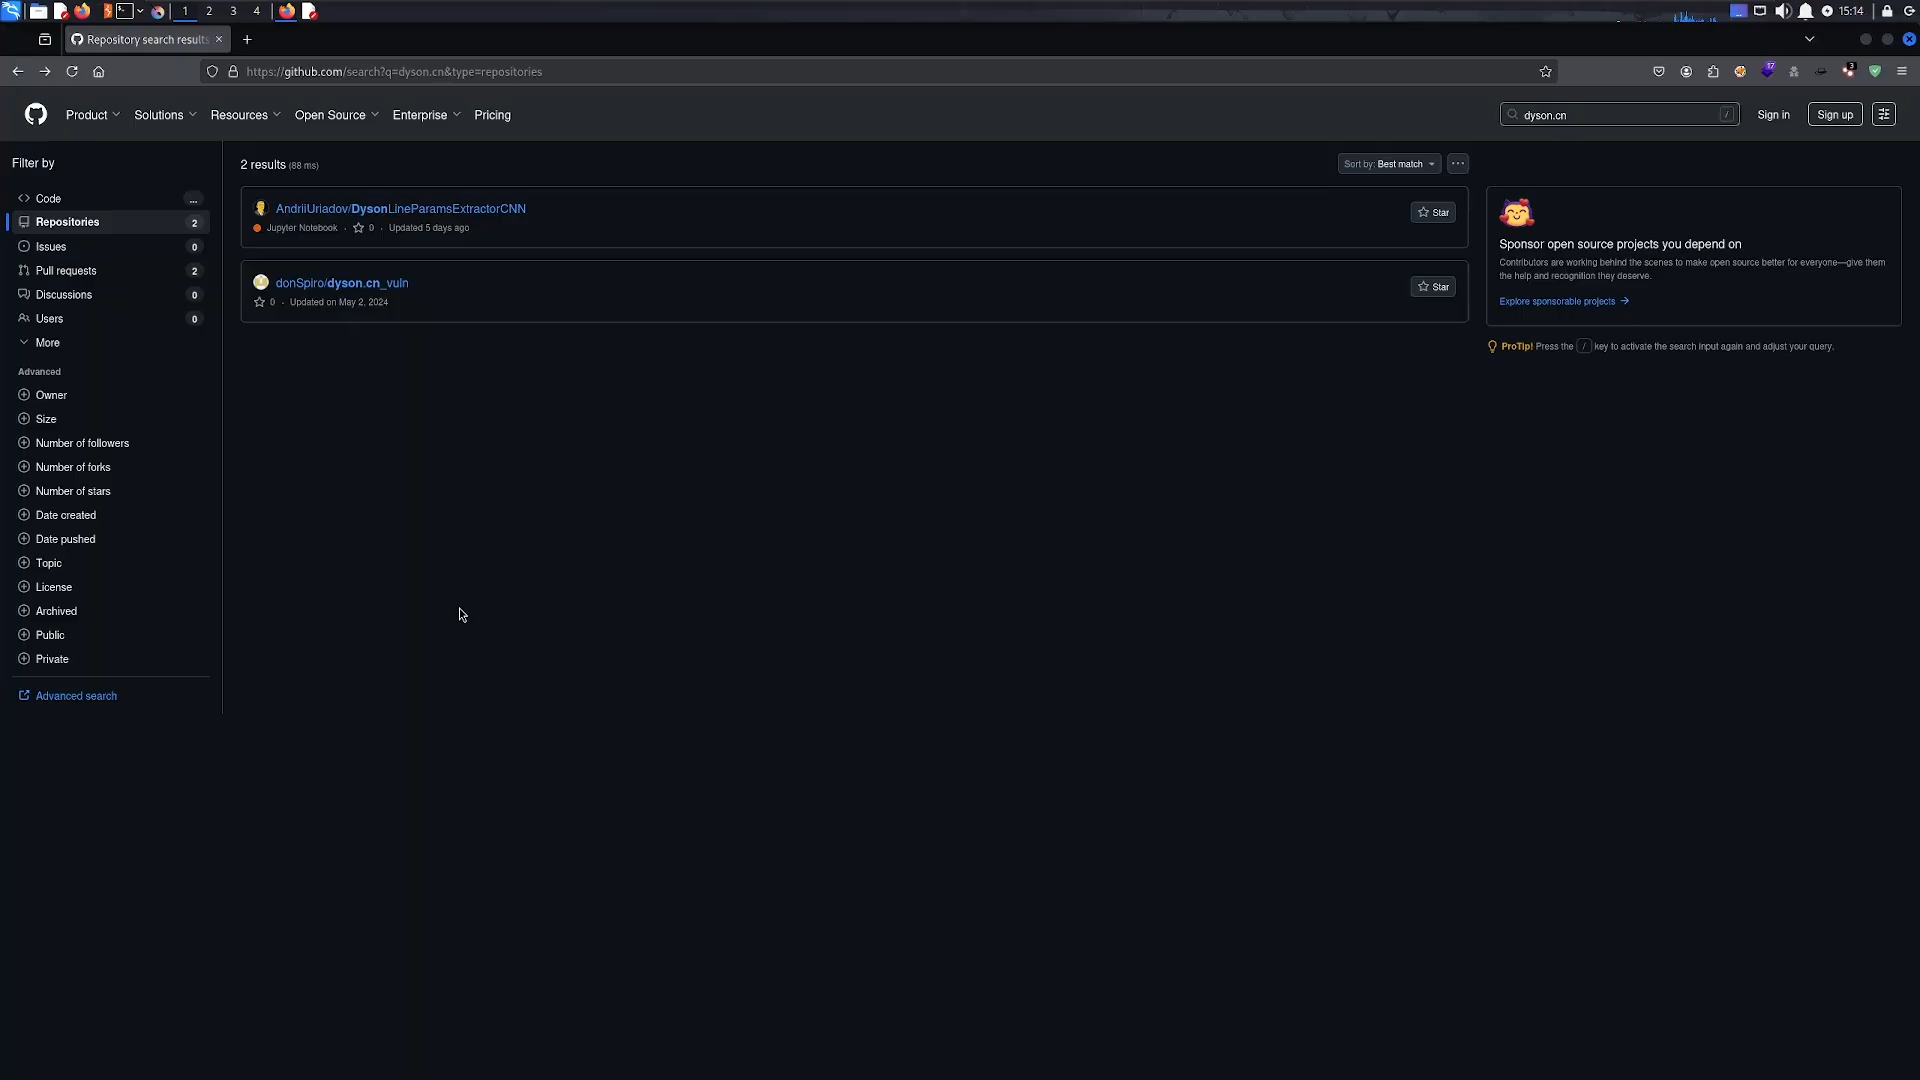 1 2 3 4
15:14
Repository search results
https://github.com/search?q=dyson.cn&type=repositories
17
3
Product
Solutions
Resources
Open Source
Enterprise
Pricing
dyson.cn
/
Sign in
Sign up
Filter by
Code ...
Repositories 2
Issues 0
Pull requests 2
Discussions 0
Users 0
More
Advanced
Owner
Size
Number of followers
Number of forks
Number of stars
Date created
Date pushed
Topic
License
Archived
Public
Private
Advanced search
2 results (88 ms)
Sort by: Best match
AndriiUriadov/DysonLineParamsExtractorCNN
Star
Jupyter Notebook · 0 · Updated 5 days ago
donSpiro/dyson.cn_vuln
Star
0 · Updated on May 2, 2024
Sponsor open source projects you depend on
Contributors are working behind the scenes to make open source better for everyone—give them
the help and recognition they deserve.
Explore sponsorable projects
ProTip! Press the / key to activate the search input again and adjust your query.